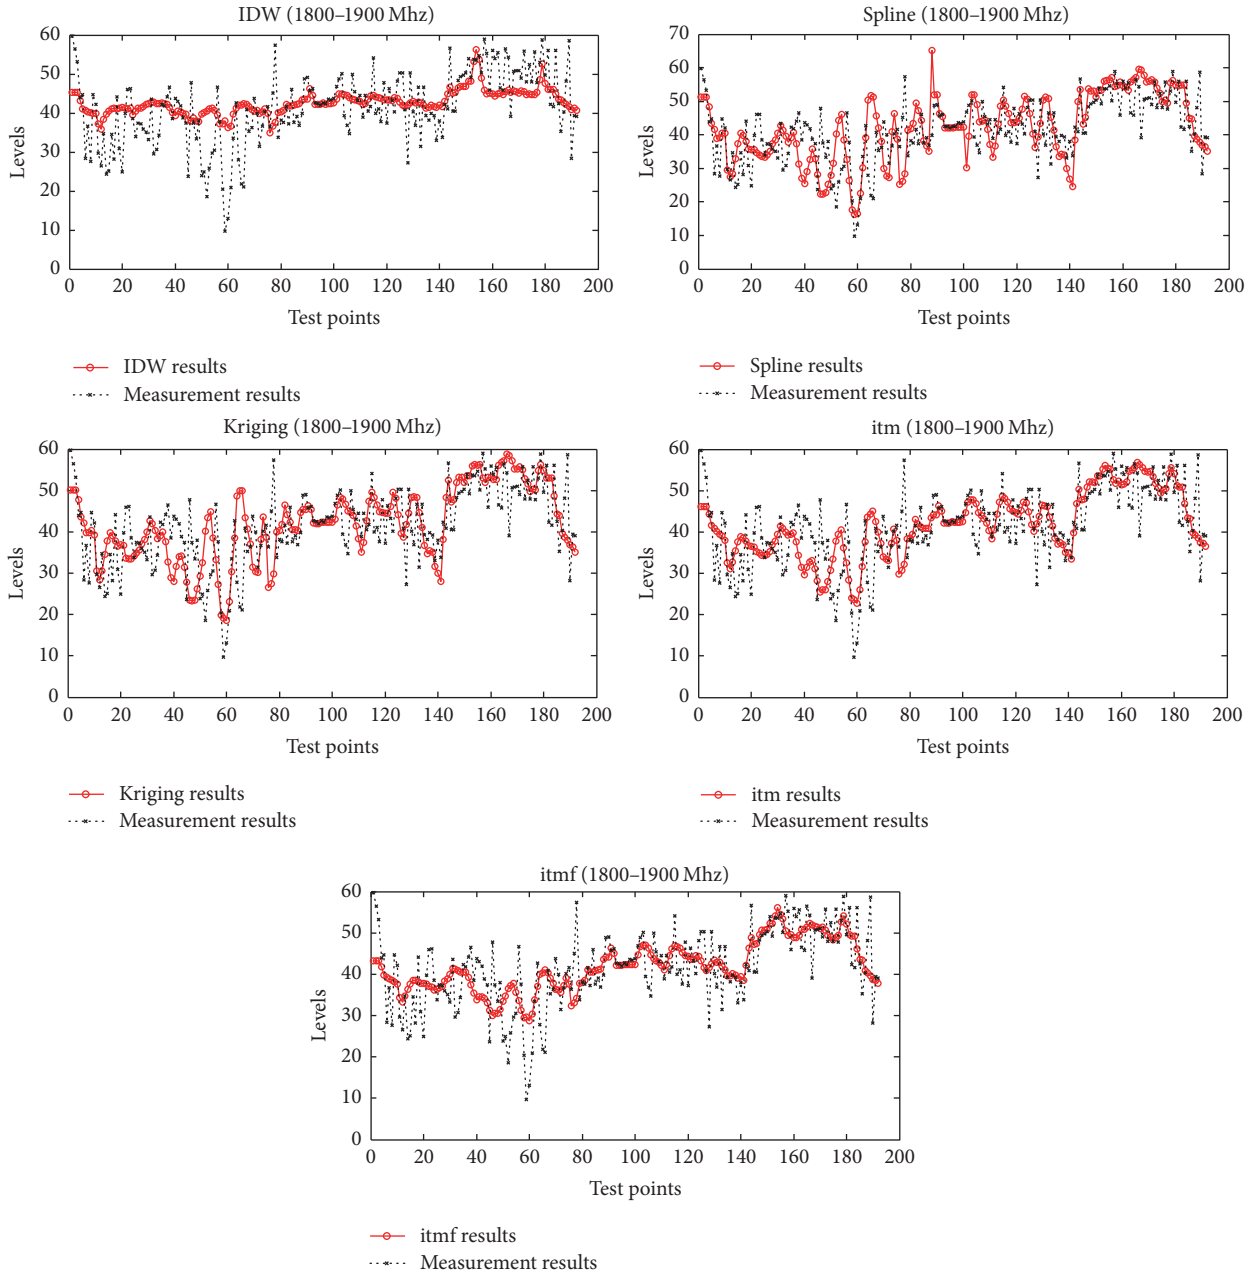 IDW (1800–1900 Mhz)
Levels
60
50
40
30
20
10
0
0 20 40 60 80 100 120 140 160 180 200
Test points
IDW results
Measurement results
Spline (1800–1900 Mhz)
Levels
70
60
50
40
30
20
10
0
0 20 40 60 80 100 120 140 160 180 200
Test points
Spline results
Measurement results
Kriging (1800–1900 Mhz)
Levels
60
50
40
30
20
10
0
0 20 40 60 80 100 120 140 160 180 200
Test points
Kriging results
Measurement results
itm (1800–1900 Mhz)
Levels
60
50
40
30
20
10
0
0 20 40 60 80 100 120 140 160 180 200
Test points
itm results
Measurement results
itmf (1800–1900 Mhz)
Levels
60
50
40
30
20
10
0
0 20 40 60 80 100 120 140 160 180 200
Test points
itmf results
Measurement results